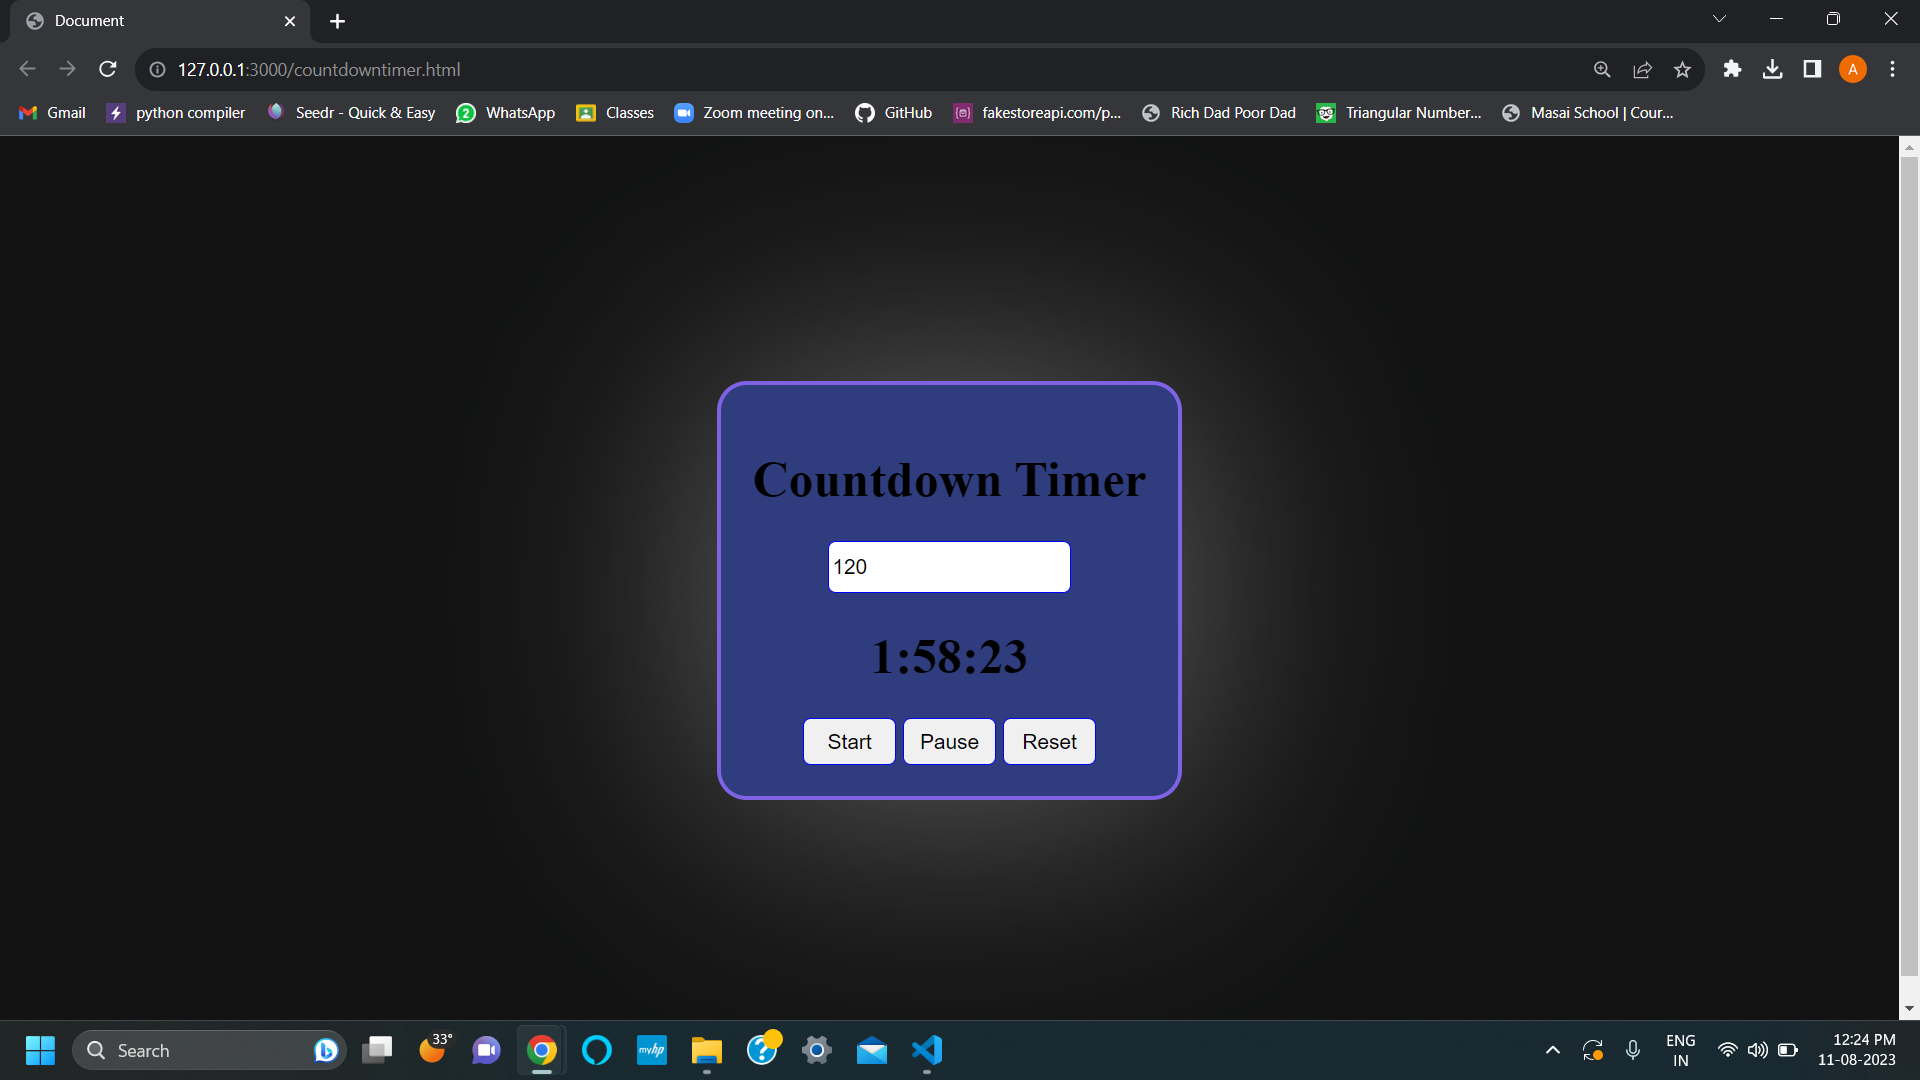 Document
127.0.0.1:3000/countdowntimer.html
A
Gmail python compiler Seedr - Quick & Easy 2 WhatsApp Classes Zoom meeting on... GitHub fakestoreapi.com/p... Rich Dad Poor Dad Triangular Number... Masai School | Cour...
Countdown Timer
120
1:58:23
Start Pause Reset
Search 33° myhp ? ENG IN 12:24 PM
11-08-2023